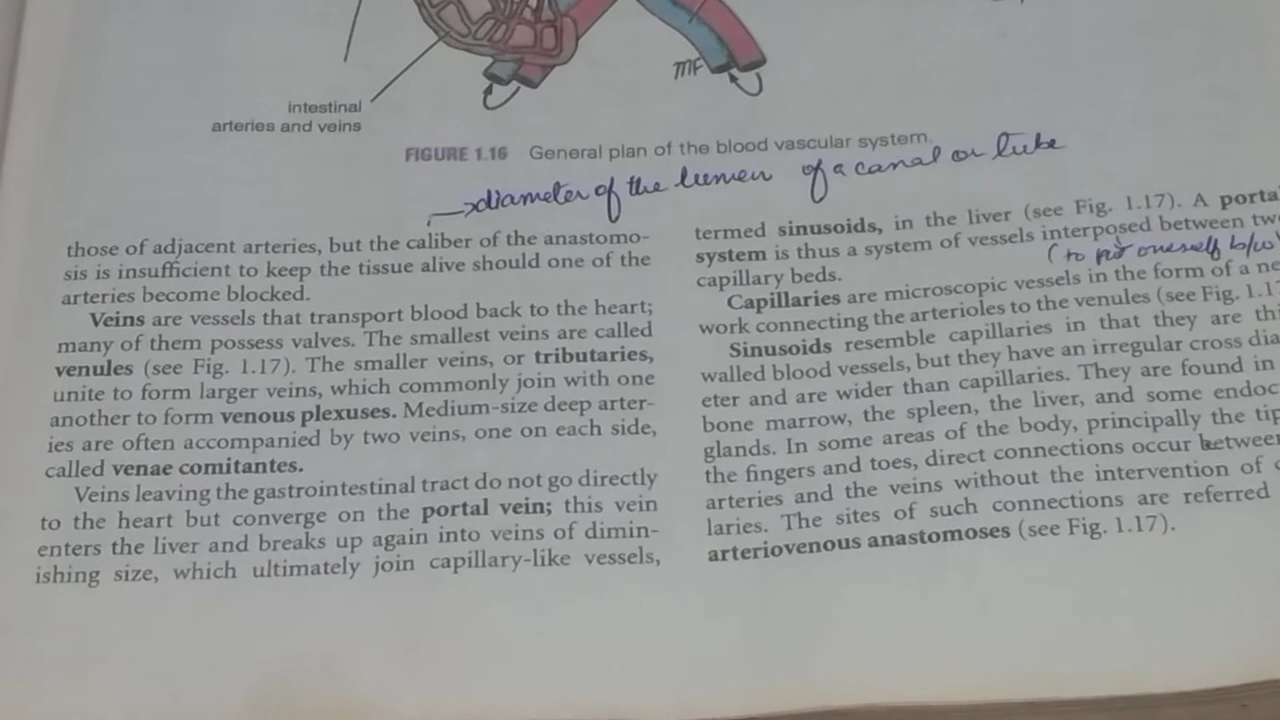 MF
intestinal
arteries and veins
FIGURE 1.16 General plan of the blood vascular system.
→diameter of the lumen of a canal or tube
those of adjacent arteries, but the caliber of the anastomo-
sis is insufficient to keep the tissue alive should one of the
arteries become blocked.
Veins are vessels that transport blood back to the heart;
many of them possess valves. The smallest veins are called
venules (see Fig. 1.17). The smaller veins, or tributaries,
unite to form larger veins, which commonly join with one
another to form venous plexuses. Medium-size deep arter-
ies are often accompanied by two veins, one on each side,
called venae comitantes.
Veins leaving the gastrointestinal tract do not go directly
to the heart but converge on the portal vein; this vein
enters the liver and breaks up again into veins of dimin-
ishing size, which ultimately join capillary-like vessels,
termed sinusoids, in the liver (see Fig. 1.17). A porta
system is thus a system of vessels interposed between tw
(to put oneself b/w
capillary beds.
Capillaries are microscopic vessels in the form of a ne
work connecting the arterioles to the venules (see Fig. 1.1
Sinusoids resemble capillaries in that they are thi
walled blood vessels, but they have an irregular cross dia
eter and are wider than capillaries. They are found in
bone marrow, the spleen, the liver, and some endoc
glands. In some areas of the body, principally the tip
the fingers and toes, direct connections occur between
arteries and the veins without the intervention of
laries. The sites of such connections are referred
arteriovenous anastomoses (see Fig. 1.17).